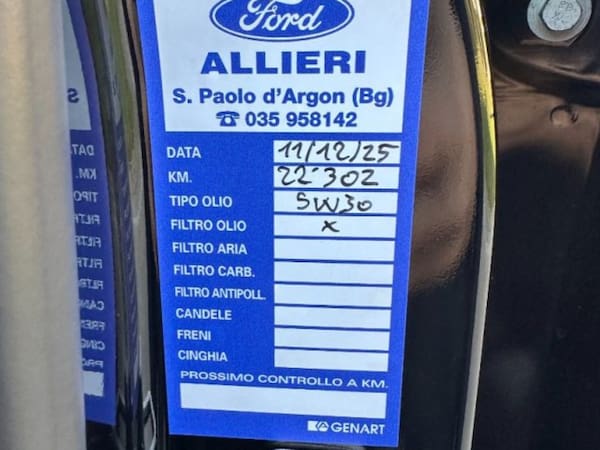 Ford
ALLIERI
S. Paolo d'Argon (Bg)
☎ 035 958142
DATA 11/12/25
KM. 22'302
TIPO OLIO 5W30
FILTRO OLIO x
FILTRO ARIA
FILTRO CARB.
FILTRO ANTIPOLL.
CANDELE
FRENI
CINGHIA
PROSSIMO CONTROLLO A KM.
GENART